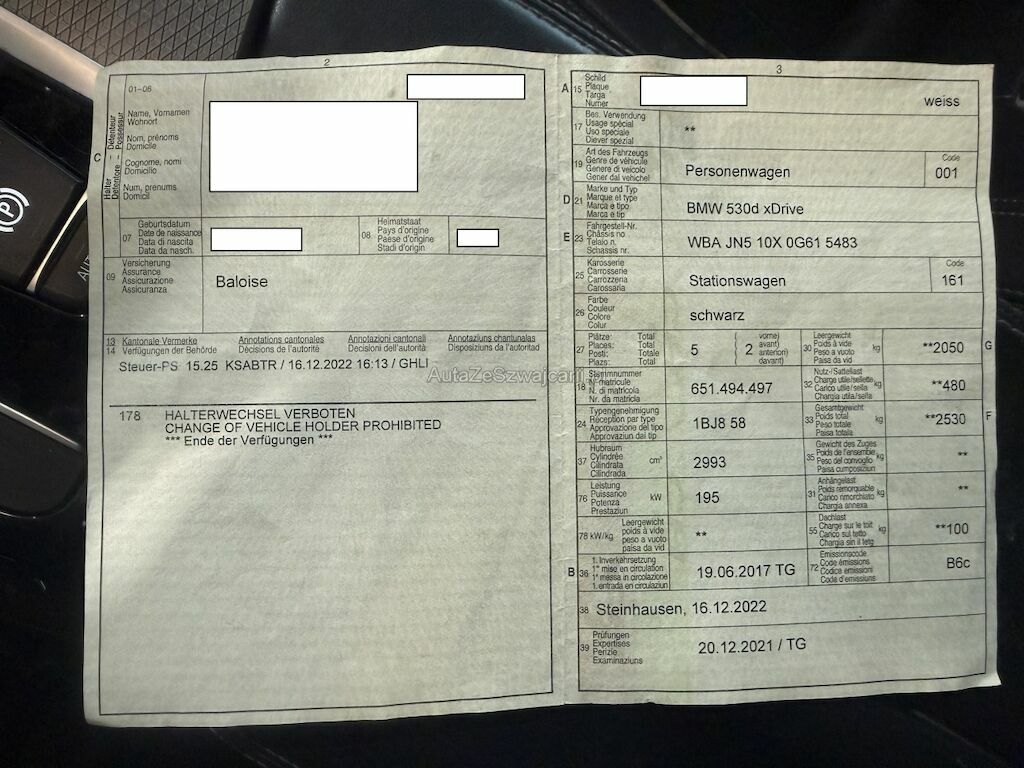 2
01–06
C
Halter – Détenteur
Detentore – Possessur
Name, Vornamen
Wohnort
Nom, prénoms
Domicile
Cognome, nomi
Domicilio
Num, prenums
Domicil
07
Geburtsdatum
Date de naissance
Data di nascita
Data da nasch.
08
Heimatstaat
Pays d'origine
Paese d'origine
Stadi d'origin
09
Versicherung
Assurance
Assicurazione
Assicuranza
Baloise
13 Kantonale Vermerke Annotations cantonales Annotazioni cantonali Annotaziuns chantunalas
14 Verfügungen der Behörde Décisions de l'autorité Decisioni dell'autorità Disposiziuns da l'autoritad
Steuer-PS 15.25 KSABTR / 16.12.2022 16:13 / GHLI
178 HALTERWECHSEL VERBOTEN
CHANGE OF VEHICLE HOLDER PROHIBITED
*** Ende der Verfügungen ***
AutaZeSzwajcarii
3
A 15
Schild
Plaque
Targa
Numer
weiss
17
Bes. Verwendung
Usage spécial
Uso speciale
Diever spezial
**
19
Art des Fahrzeugs
Genre de véhicule
Genere di veicolo
Gener dal vehichel
Personenwagen
Code
001
D 21
Marke und Typ
Marque et type
Marca e tipo
Marca e tip
BMW 530d xDrive
E 23
Fahrgestell-Nr.
Châssis no
Telaio n.
Schassis nr.
WBA JN5 10X 0G61 5483
25
Karosserie
Carrosserie
Carrozzeria
Carossaria
Stationswagen
Code
161
26
Farbe
Couleur
Colore
Colur
schwarz
27
Plätze: Total
Places: Total
Posti: Totale
Plazs: Total
5
( vorne)
( avant)
( anteriori)
( davant)
2
30
Leergewicht
Poids à vide
Peso a vuoto
Paisa da vid
kg
**2050
G
18
Stammnummer
N° matricule
N. di matricola
Nr. da matricla
651.494.497
32
Nutz-/Sattellast
Charge utile/sellette
Carico utile/sella
Chargia utila/sella
kg
**480
24
Typengenehmigung
Réception par type
Approvazione del tipo
Approvaziun dal tip
1BJ8 58
33
Gesamtgewicht
Poids total
Peso totale
Paisa totala
kg
**2530
F
37
Hubraum
Cylindrée
Cilindrata
Cilindrada
cm³
2993
35
Gewicht des Zuges
Poids de l'ensemble
Peso del convoglio
Paisa cumposiziun
kg
**
76
Leistung
Puissance
Potenza
Prestaziun
kW
195
31
Anhängelast
Poids remorquable
Carico rimorchiato
Chargia annexa
kg
**
78 kW/kg
Leergewicht
poids à vide
peso a vuoto
paisa da vid
**
55
Dachlast
Charge sur le toit
Carico sul tetto
Chargia sin il tetg
kg
**100
B 36
1. Inverkehrsetzung
1re mise en circulation
1a messa in circolazione
1. entrada en circulaziun
19.06.2017 TG
72
Emissionscode
Code émissions
Codice emissioni
Code d'emissiuns
B6c
38 Steinhausen, 16.12.2022
39
Prüfungen
Expertises
Perizie
Examinaziuns
20.12.2021 / TG
P
AUT